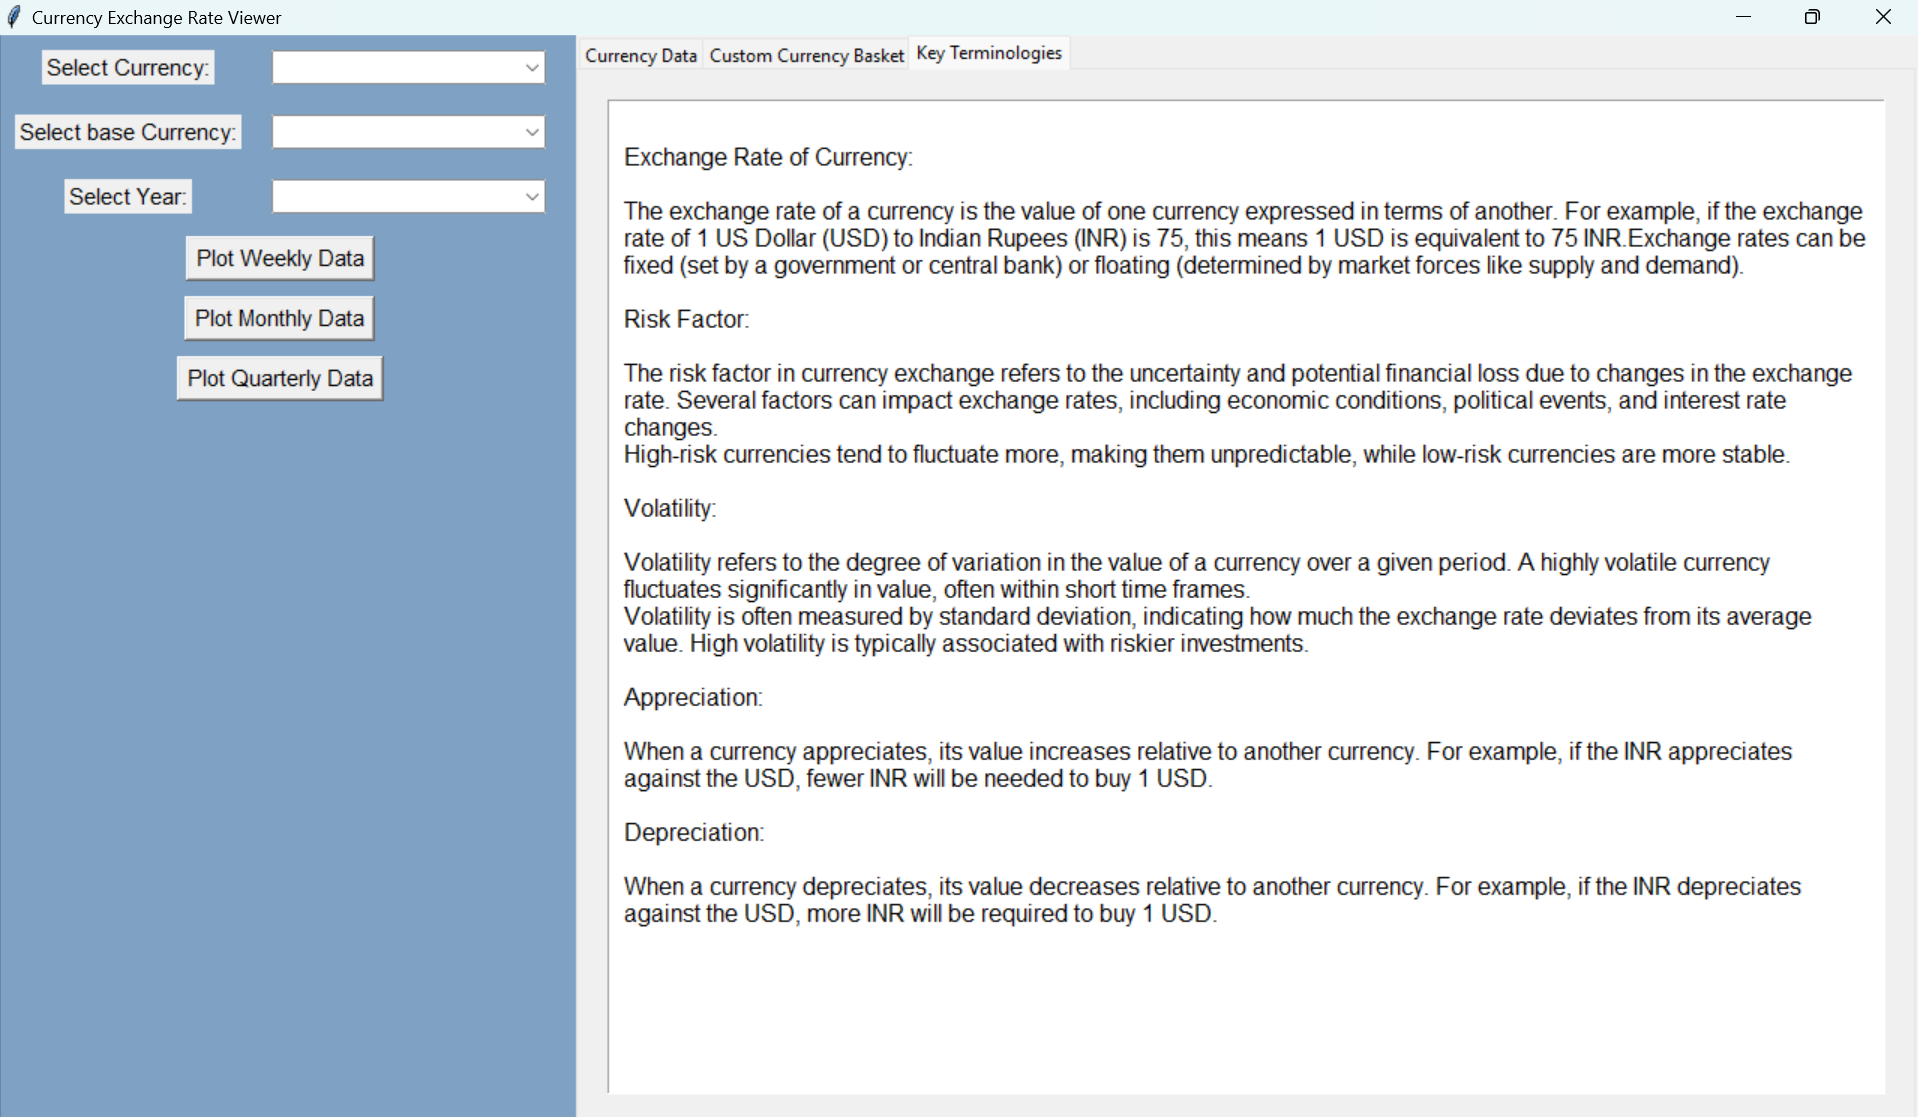 Currency Exchange Rate Viewer
Select Currency:
Select base Currency:
Select Year:
Plot Weekly Data
Plot Monthly Data
Plot Quarterly Data
Currency Data
Custom Currency Basket
Key Terminologies
Exchange Rate of Currency:
The exchange rate of a currency is the value of one currency expressed in terms of another. For example, if the exchange
rate of 1 US Dollar (USD) to Indian Rupees (INR) is 75, this means 1 USD is equivalent to 75 INR.Exchange rates can be
fixed (set by a government or central bank) or floating (determined by market forces like supply and demand).
Risk Factor:
The risk factor in currency exchange refers to the uncertainty and potential financial loss due to changes in the exchange
rate. Several factors can impact exchange rates, including economic conditions, political events, and interest rate
changes.
High-risk currencies tend to fluctuate more, making them unpredictable, while low-risk currencies are more stable.
Volatility:
Volatility refers to the degree of variation in the value of a currency over a given period. A highly volatile currency
fluctuates significantly in value, often within short time frames.
Volatility is often measured by standard deviation, indicating how much the exchange rate deviates from its average
value. High volatility is typically associated with riskier investments.
Appreciation:
When a currency appreciates, its value increases relative to another currency. For example, if the INR appreciates
against the USD, fewer INR will be needed to buy 1 USD.
Depreciation:
When a currency depreciates, its value decreases relative to another currency. For example, if the INR depreciates
against the USD, more INR will be required to buy 1 USD.